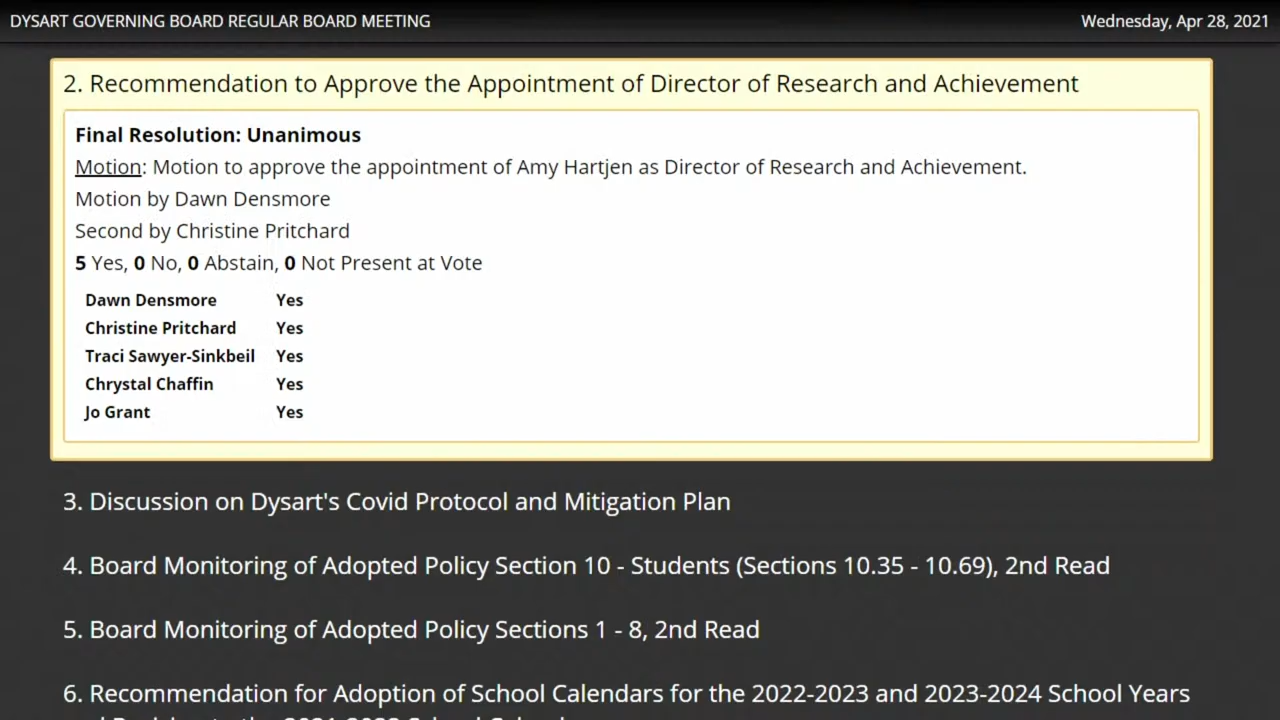 DYSART GOVERNING BOARD REGULAR BOARD MEETING
Wednesday, Apr 28, 2021
2. Recommendation to Approve the Appointment of Director of Research and Achievement
Final Resolution: Unanimous
Motion: Motion to approve the appointment of Amy Hartjen as Director of Research and Achievement.
Motion by Dawn Densmore
Second by Christine Pritchard
5 Yes, 0 No, 0 Abstain, 0 Not Present at Vote
Dawn Densmore Yes
Christine Pritchard Yes
Traci Sawyer-Sinkbeil Yes
Chrystal Chaffin Yes
Jo Grant Yes
3. Discussion on Dysart's Covid Protocol and Mitigation Plan
4. Board Monitoring of Adopted Policy Section 10 - Students (Sections 10.35 - 10.69), 2nd Read
5. Board Monitoring of Adopted Policy Sections 1 - 8, 2nd Read
6. Recommendation for Adoption of School Calendars for the 2022-2023 and 2023-2024 School Years